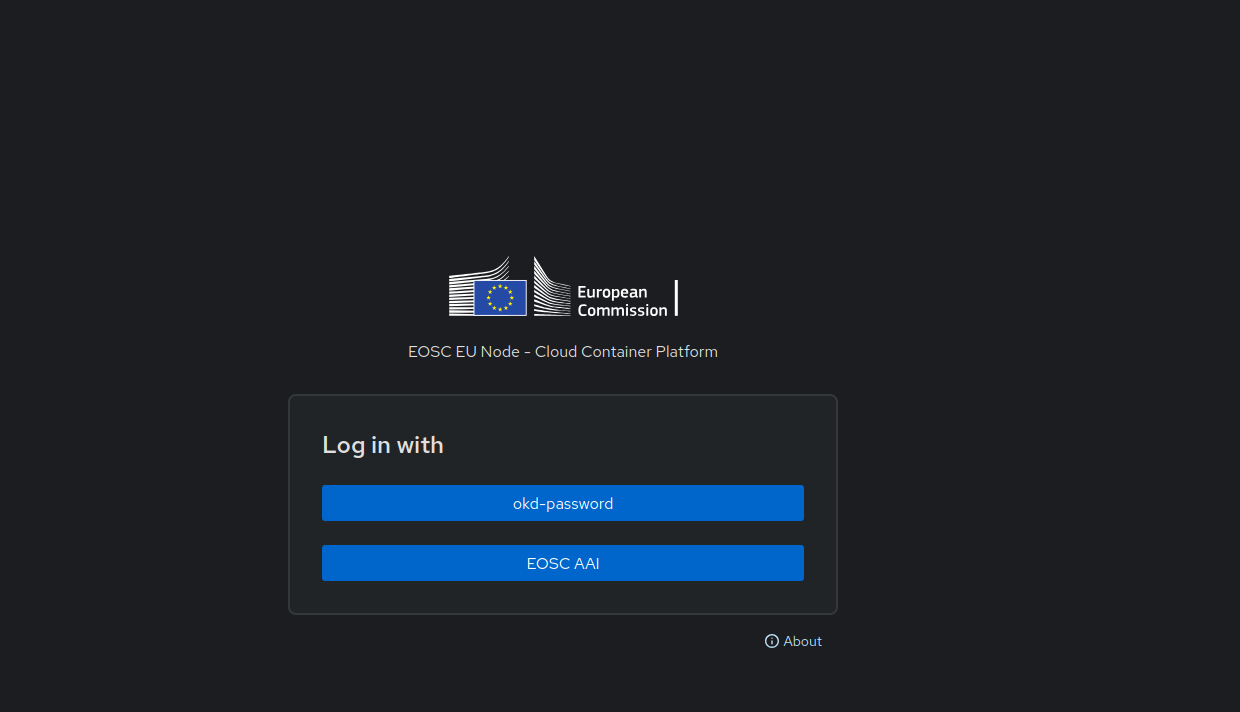 European
Commission
EOSC EU Node - Cloud Container Platform
Log in with
okd-password
EOSC AAI
About